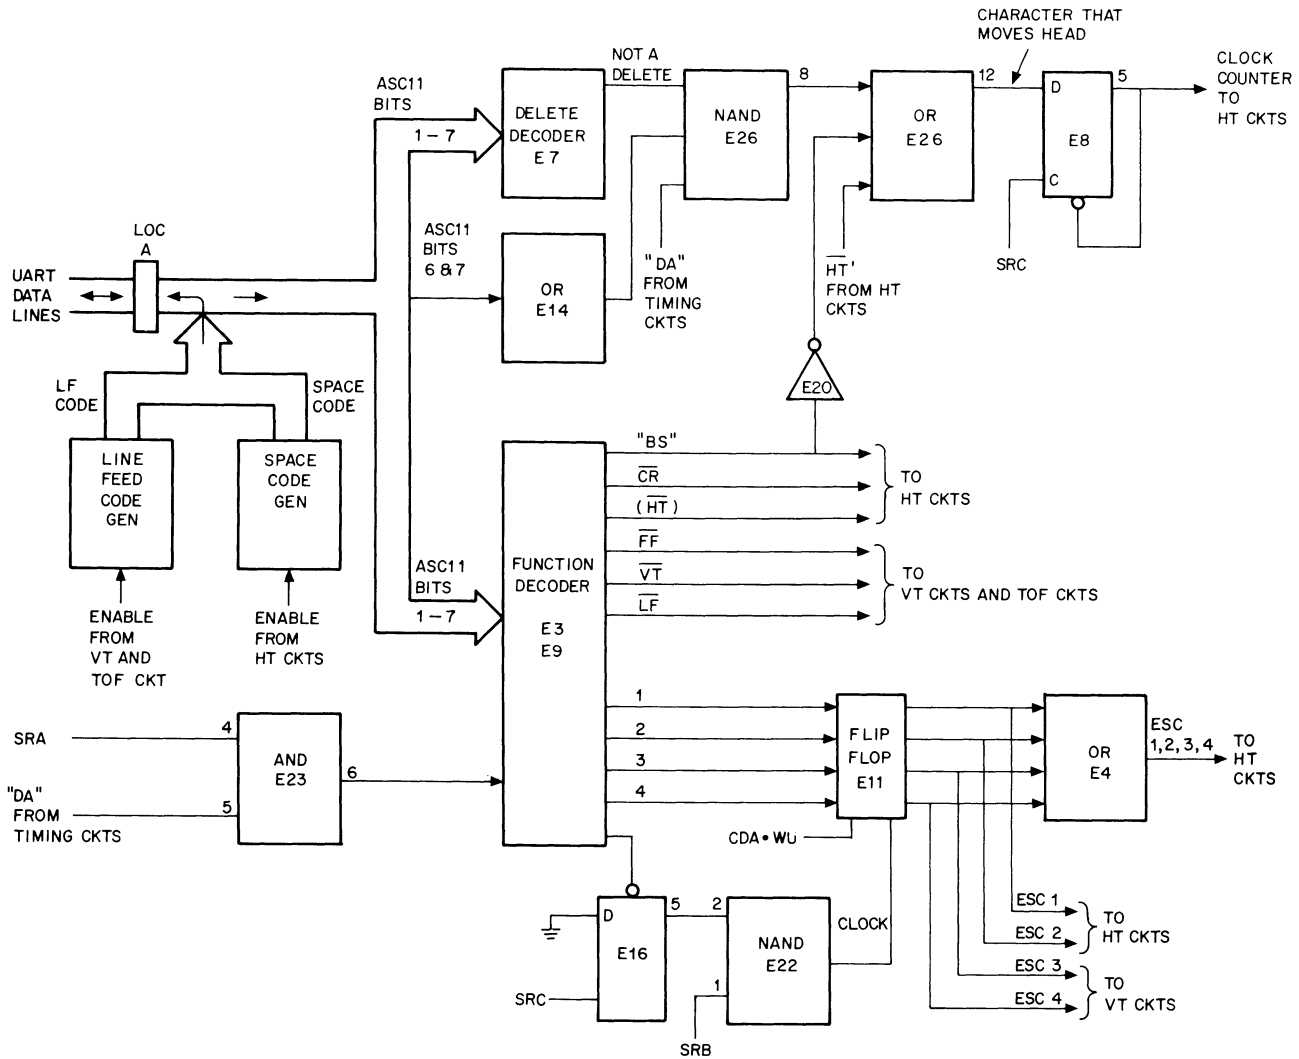 CHARACTER THAT
MOVES HEAD
NOT A
DELETE
ASC11
BITS
1-7
DELETE
DECODER
E7
NAND
E26
8
OR
E26
12
D
E8
C
5
CLOCK
COUNTER
TO
HT CKTS
LOC
A
UART
DATA
LINES
ASC11
BITS
6&7
OR
E14
"DA"
FROM
TIMING
CKTS
H̅T̅'
FROM HT
CKTS
SRC
E20
LF
CODE
SPACE
CODE
LINE
FEED
CODE
GEN
SPACE
CODE
GEN
ENABLE
FROM
VT AND
TOF CKT
ENABLE
FROM
HT CKTS
ASC11
BITS
1-7
FUNCTION
DECODER
E3
E9
"BS"
C̅R̅
(H̅T̅)
TO
HT CKTS
F̅F̅
V̅T̅
L̅F̅
TO
VT CKTS AND TOF CKTS
1
2
3
4
FLIP
FLOP
E11
OR
E4
ESC
1,2,3,4
TO
HT
CKTS
SRA
4
"DA"
FROM
TIMING CKTS
5
AND
E23
6
CDA•WU
D
E16
SRC
5
2
NAND
E22
1
SRB
CLOCK
ESC 1
ESC 2
TO
HT CKTS
ESC 3
ESC 4
TO
VT CKTS